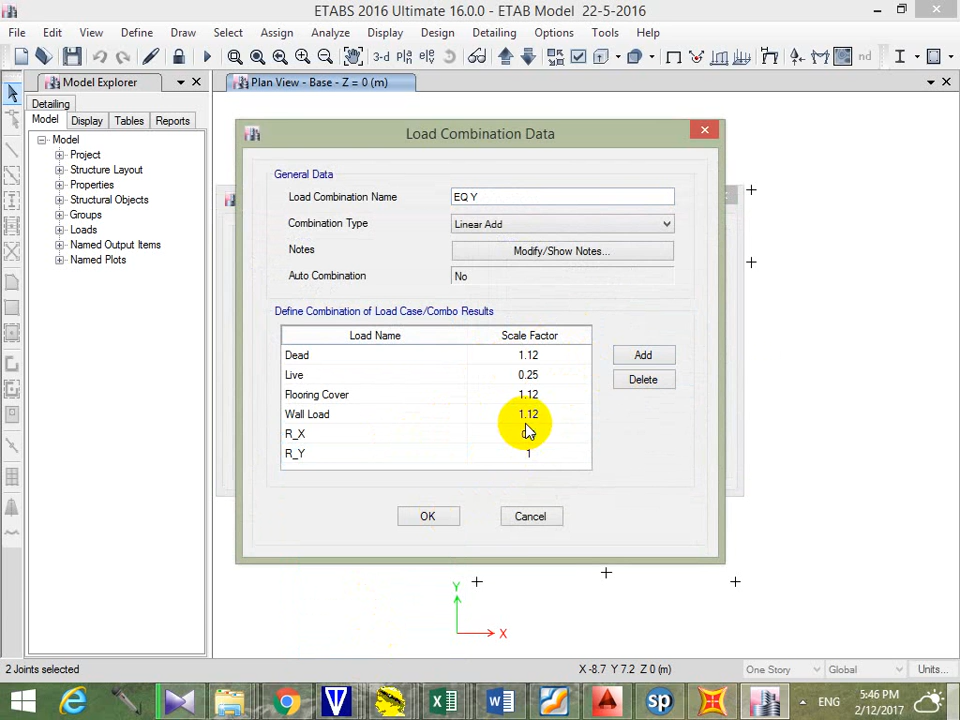 ETABS 2016 Ultimate 16.0.0 - ETAB Model  22-5-2016
File Edit View Define Draw Select Assign Analyze Display Design Detailing Options Tools Help
3-d plạ elẹ nd
Model Explorer
Plan View - Base - Z = 0 (m)
Detailing
Model Display Tables Reports
Model
Project
Structure Layout
Properties
Structural Objects
Groups
Loads
Named Output Items
Named Plots
Load Combination Data
General Data
Load Combination Name EQ Y
Combination Type Linear Add
Notes Modify/Show Notes...
Auto Combination No
Define Combination of Load Case/Combo Results
Load Name Scale Factor
Dead 1.12
Live 0.25
Flooring Cover 1.12
Wall Load 1.12
R_X
R_Y 1
Add
Delete
OK Cancel
Y
X
2 Joints selected
X -8.7  Y 7.2  Z 0 (m)
One Story Global Units...
sp
ENG
5:46 PM
2/12/2017